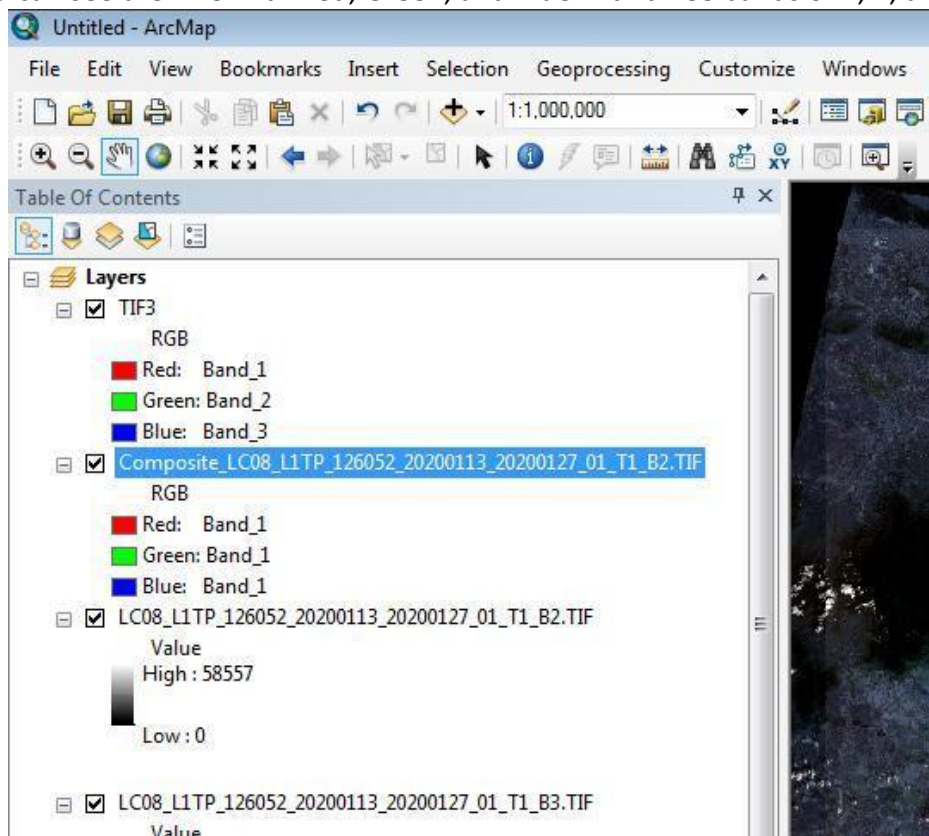 Untitled - ArcMap
File Edit View Bookmarks Insert Selection Geoprocessing Customize Windows
1:1,000,000
Table Of Contents
Layers
TIF3
RGB
Red: Band_1
Green: Band_2
Blue: Band_3
Composite_LC08_L1TP_126052_20200113_20200127_01_T1_B2.TIF
RGB
Red: Band_1
Green: Band_1
Blue: Band_1
LC08_L1TP_126052_20200113_20200127_01_T1_B2.TIF
Value
High : 58557
Low : 0
LC08_L1TP_126052_20200113_20200127_01_T1_B3.TIF
Value